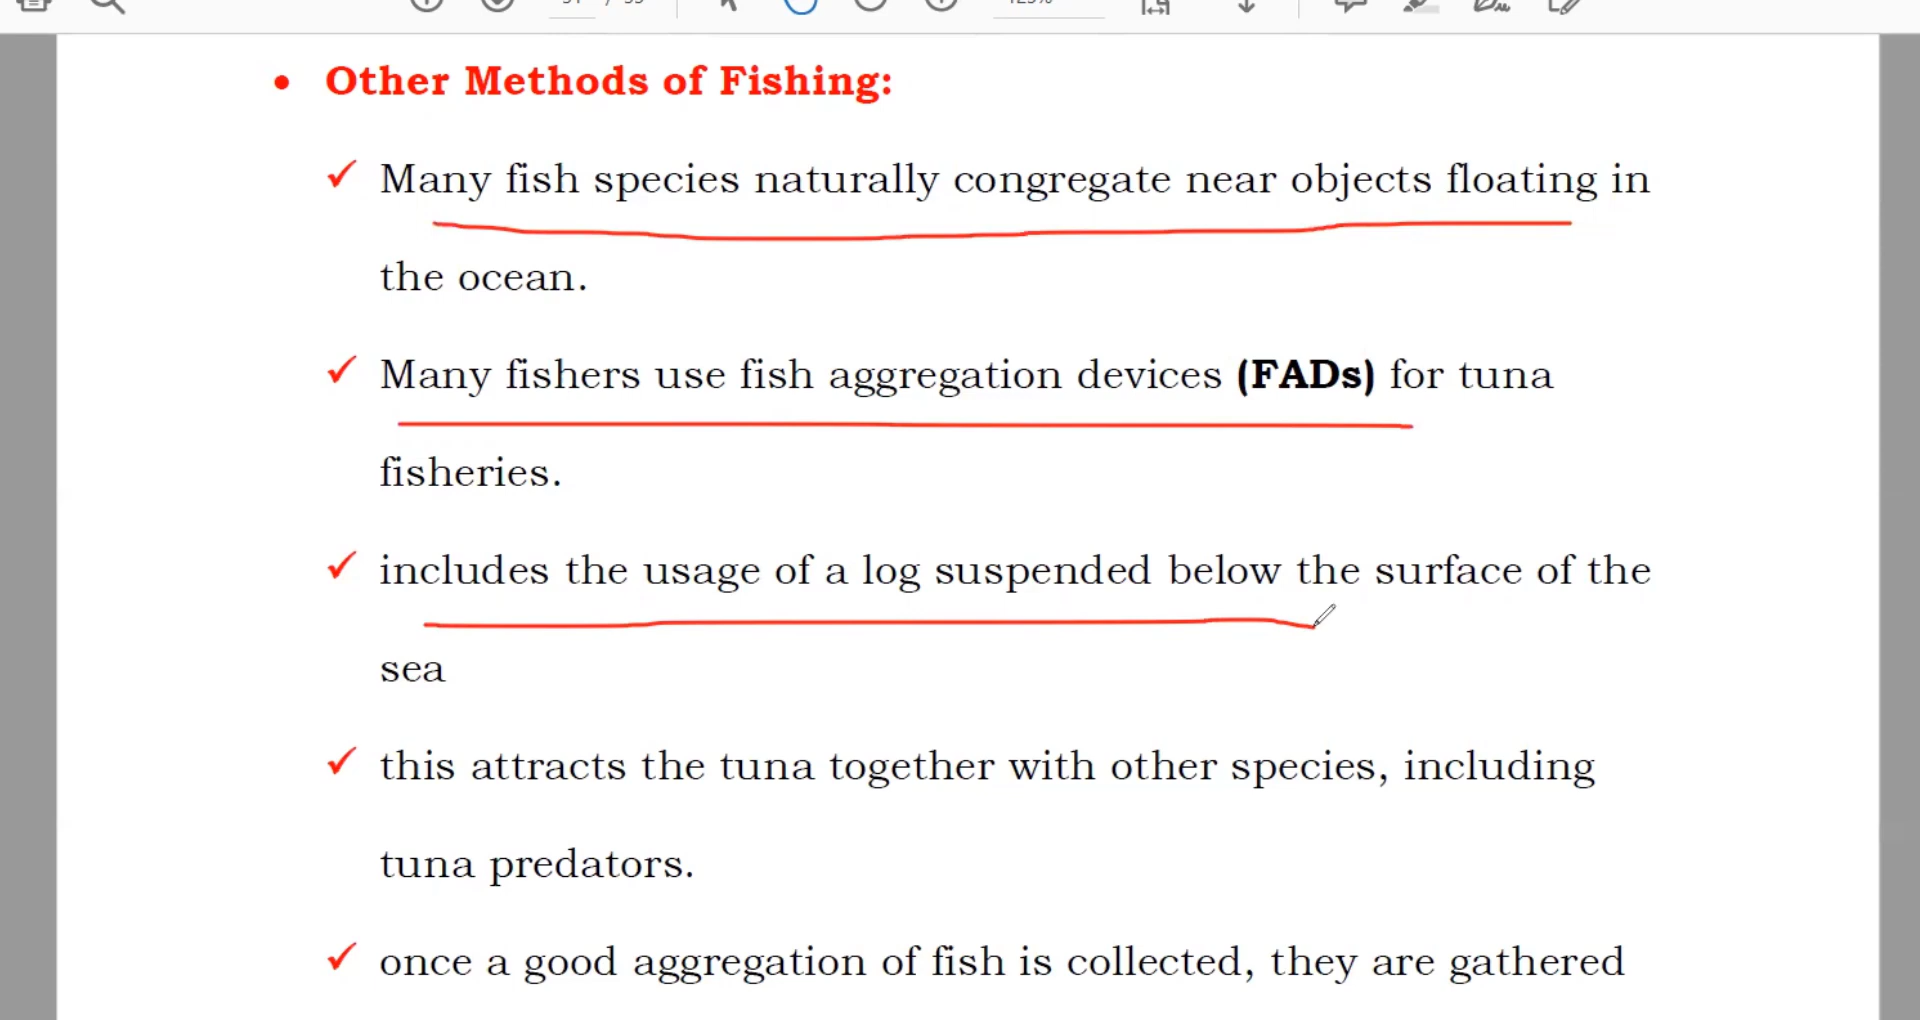 • Other Methods of Fishing:
✓ Many fish species naturally congregate near objects floating in
the ocean.
✓ Many fishers use fish aggregation devices (FADs) for tuna
fisheries.
✓ includes the usage of a log suspended below the surface of the
sea
✓ this attracts the tuna together with other species, including
tuna predators.
✓ once a good aggregation of fish is collected, they are gathered